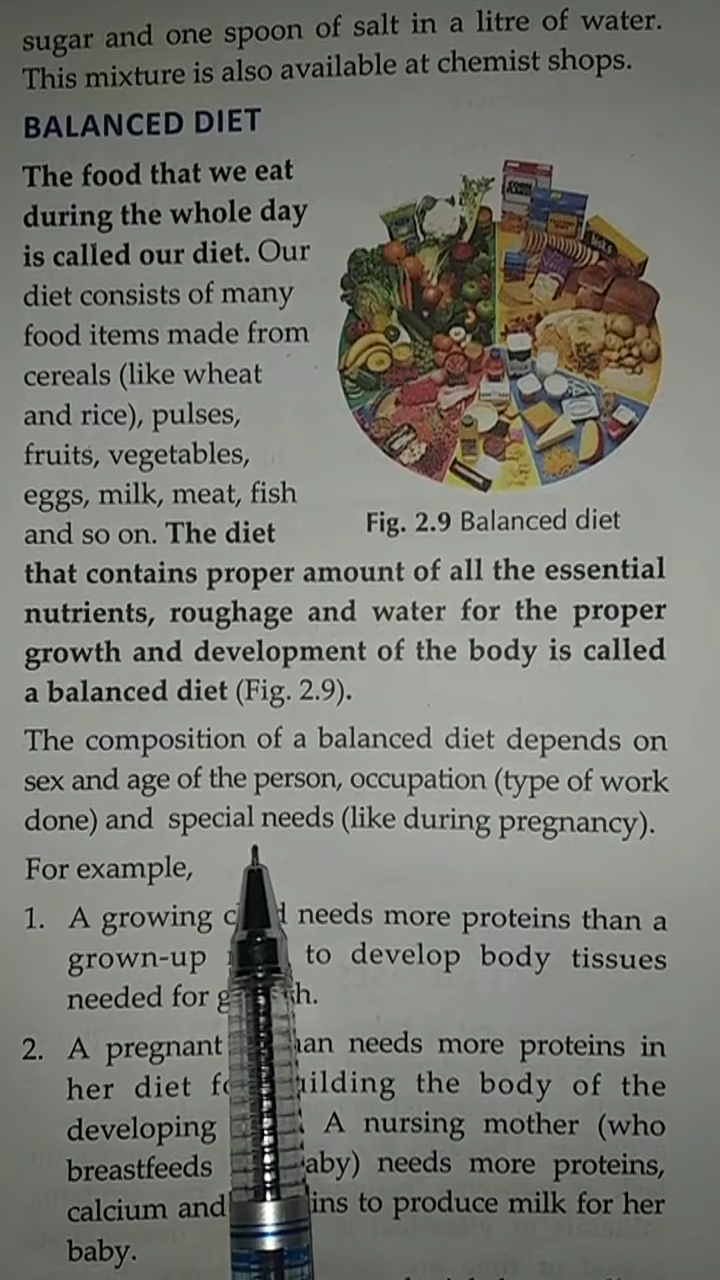 sugar and one spoon of salt in a litre of water.
This mixture is also available at chemist shops.
BALANCED DIET
The food that we eat
during the whole day
is called our diet. Our
diet consists of many
food items made from
cereals (like wheat
and rice), pulses,
fruits, vegetables,
eggs, milk, meat, fish
and so on. The diet
Fig. 2.9 Balanced diet
that contains proper amount of all the essential
nutrients, roughage and water for the proper
growth and development of the body is called
a balanced diet (Fig. 2.9).
The composition of a balanced diet depends on
sex and age of the person, occupation (type of work
done) and special needs (like during pregnancy).
For example,
1. A growing needs more proteins than a
grown-up to develop body tissues
needed for
2. A pregnant needs more proteins in
her diet the body of the
developing A nursing mother (who
breastfeeds needs more proteins,
calcium and to produce milk for her
baby.